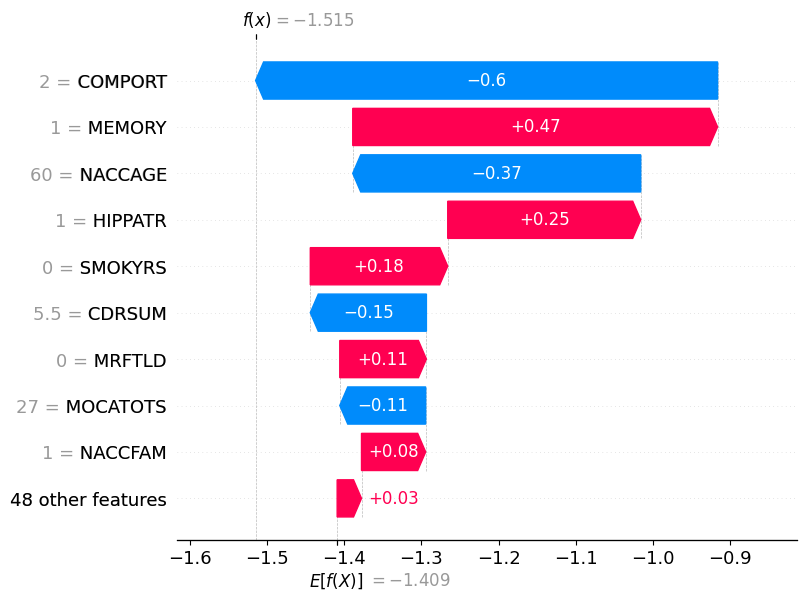 f(x) = −1.515
2 = COMPORT −0.6
1 = MEMORY +0.47
60 = NACCAGE −0.37
1 = HIPPATR +0.25
0 = SMOKYRS +0.18
5.5 = CDRSUM −0.15
0 = MRFTLD +0.11
27 = MOCATOTS −0.11
1 = NACCFAM +0.08
48 other features +0.03
−1.6 −1.5 −1.4 −1.3 −1.2 −1.1 −1.0 −0.9
E[f(X)] = −1.409